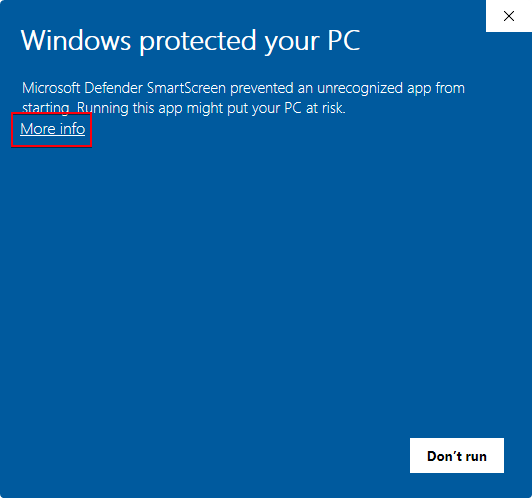 Windows protected your PC
Microsoft Defender SmartScreen prevented an unrecognized app from
starting. Running this app might put your PC at risk.
More info
Don't run